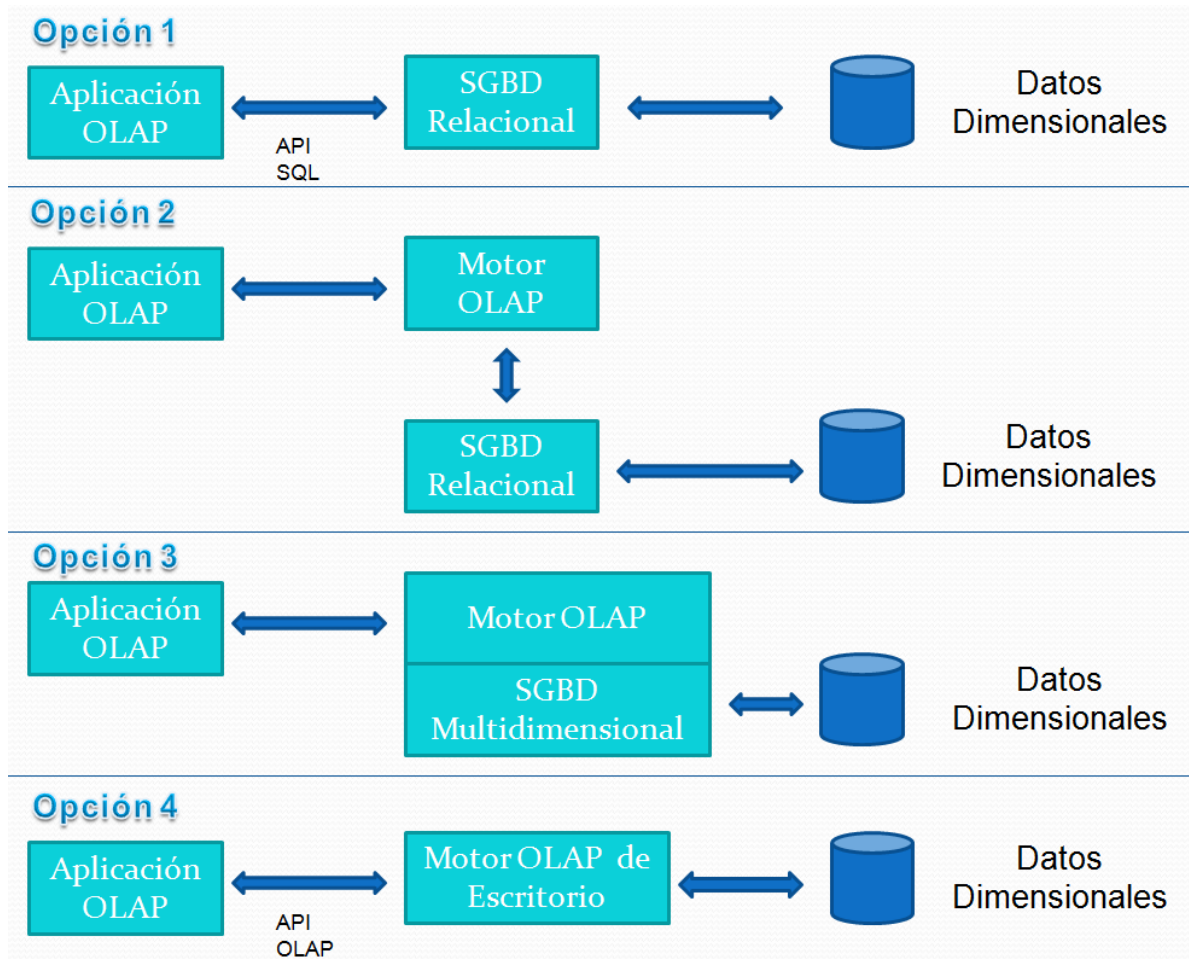 Opción 1
Aplicación
OLAP
API
SQL
SGBD
Relacional
Datos
Dimensionales
Opción 2
Aplicación
OLAP
Motor
OLAP
SGBD
Relacional
Datos
Dimensionales
Opción 3
Aplicación
OLAP
Motor OLAP
SGBD
Multidimensional
Datos
Dimensionales
Opción 4
Aplicación
OLAP
API
OLAP
Motor OLAP de
Escritorio
Datos
Dimensionales